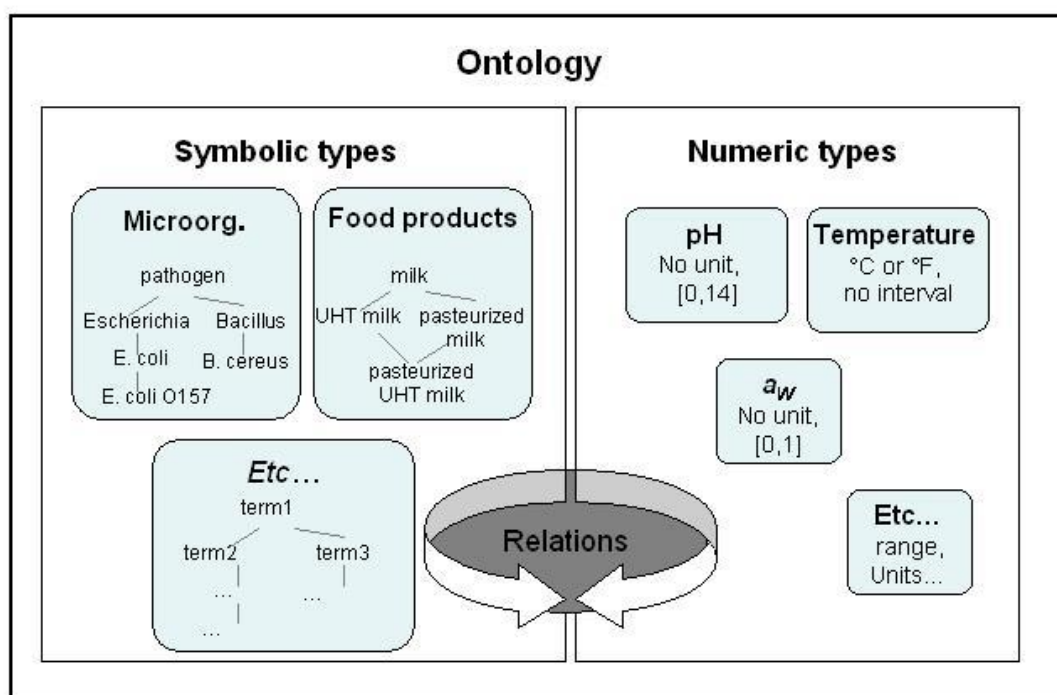 Ontology
Symbolic types
Microorg.
pathogen
Escherichia Bacillus
E. coli B. cereus
E. coli O157
Food products
milk
UHT milk pasteurized
milk
pasteurized
UHT milk
Etc…
term1
term2 term3
… …
…
Relations
Numeric types
pH
No unit,
[0,14]
Temperature
°C or °F,
no interval
aw
No unit,
[0,1]
Etc…
range,
Units…